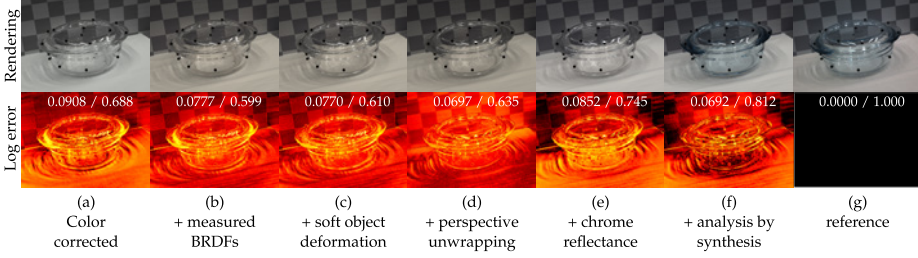 Rendering
Log error
0.0908 / 0.688
0.0777 / 0.599
0.0770 / 0.610
0.0697 / 0.635
0.0852 / 0.745
0.0692 / 0.812
0.0000 / 1.000
(a)
Color
corrected
(b)
+ measured
BRDFs
(c)
+ soft object
deformation
(d)
+ perspective
unwrapping
(e)
+ chrome
reflectance
(f)
+ analysis by
synthesis
(g)
reference